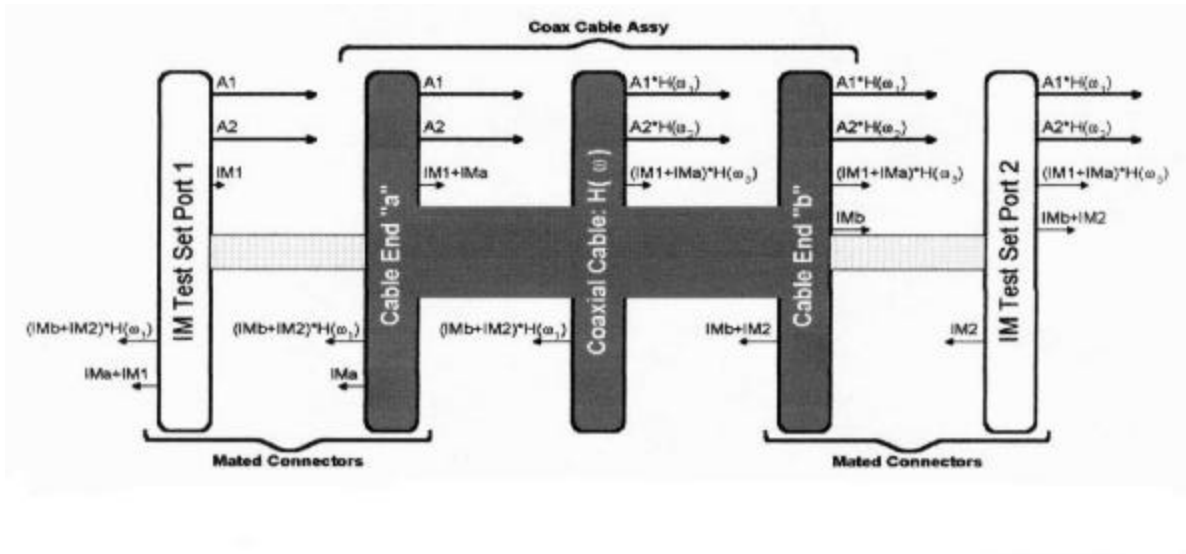 Coax Cable Assy
A1 A1 A1*H(ω1) A1*H(ω1) A1*H(ω1)
A2 A2 A2*H(ω2) A2*H(ω2) A2*H(ω2)
IM1 IM1+IMa (IM1+IMa)*H(ω3) (IM1+IMa)*H(ω3) (IM1+IMa)*H(ω3)
IMb IMb+IM2
IM Test Set Port 1
Cable End "a"
Coaxial Cable: H( ω )
Cable End "b"
IM Test Set Port 2
(IMb+IM2)*H(ω3) (IMb+IM2)*H(ω3) (IMb+IM2)*H(ω3) IMb+IM2 IM2
IMa+IM1 IMa
Mated Connectors Mated Connectors